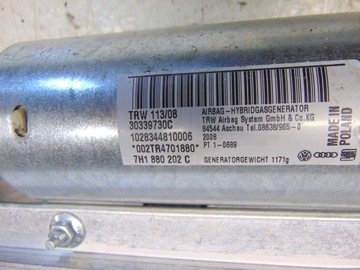 TRW 113/08
30339730C
1028344810006
*002TR4701880*
7H1 880 202 C
AIRBAG-HYBRIDGASGENERATOR
TRW Airbag System GmbH & Co.KG
84544 Aschau Tel.08638/965-0
2008
PT 1-0689
GENERATORGEWICHT 1171g
MADE IN
POLAND